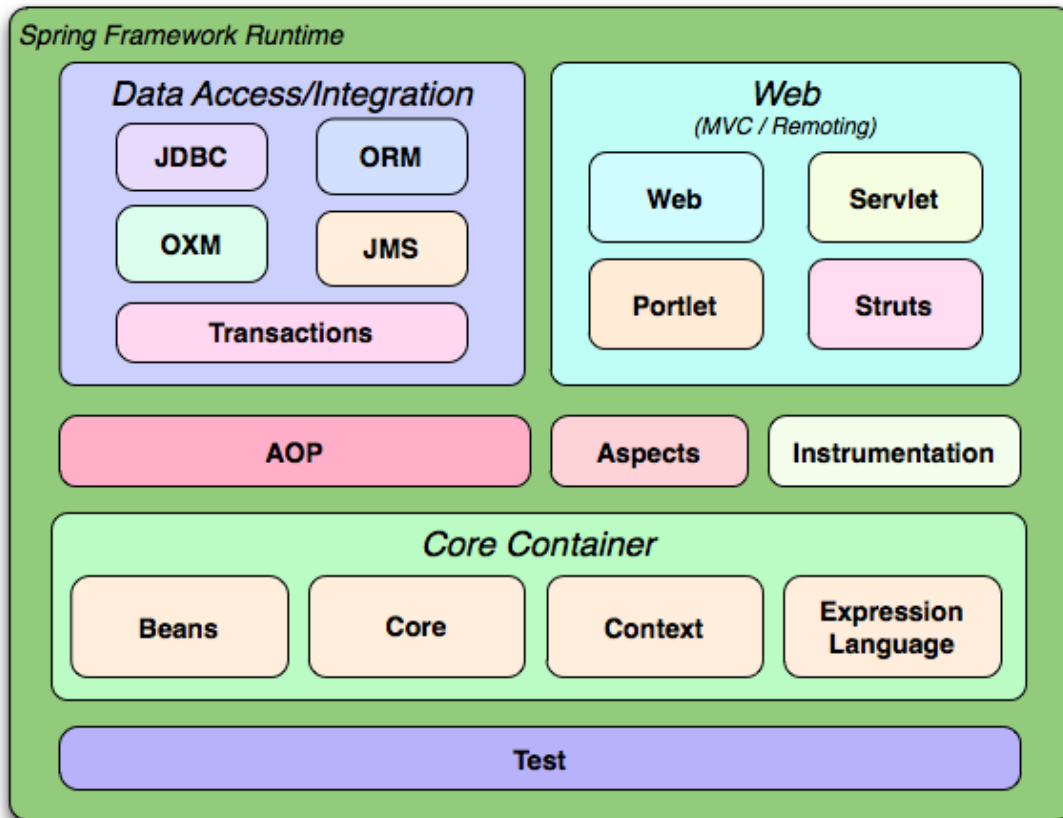 Spring Framework Runtime
Data Access/Integration
JDBC
ORM
OXM
JMS
Transactions
Web
(MVC / Remoting)
Web
Servlet
Portlet
Struts
AOP
Aspects
Instrumentation
Core Container
Beans
Core
Context
Expression
Language
Test